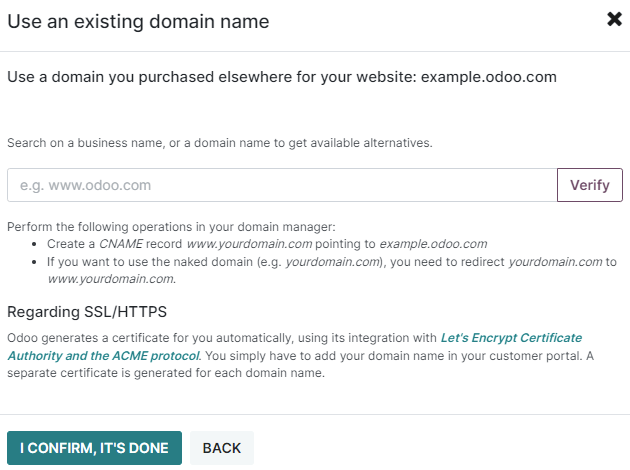 Use an existing domain name
Use a domain you purchased elsewhere for your website: example.odoo.com
Search on a business name, or a domain name to get available alternatives.
e.g. www.odoo.com
Verify
Perform the following operations in your domain manager:
• Create a CNAME record www.yourdomain.com pointing to example.odoo.com
• If you want to use the naked domain (e.g. yourdomain.com), you need to redirect yourdomain.com to
www.yourdomain.com.
Regarding SSL/HTTPS
Odoo generates a certificate for you automatically, using its integration with Let's Encrypt Certificate
Authority and the ACME protocol. You simply have to add your domain name in your customer portal. A
separate certificate is generated for each domain name.
I CONFIRM, IT'S DONE
BACK